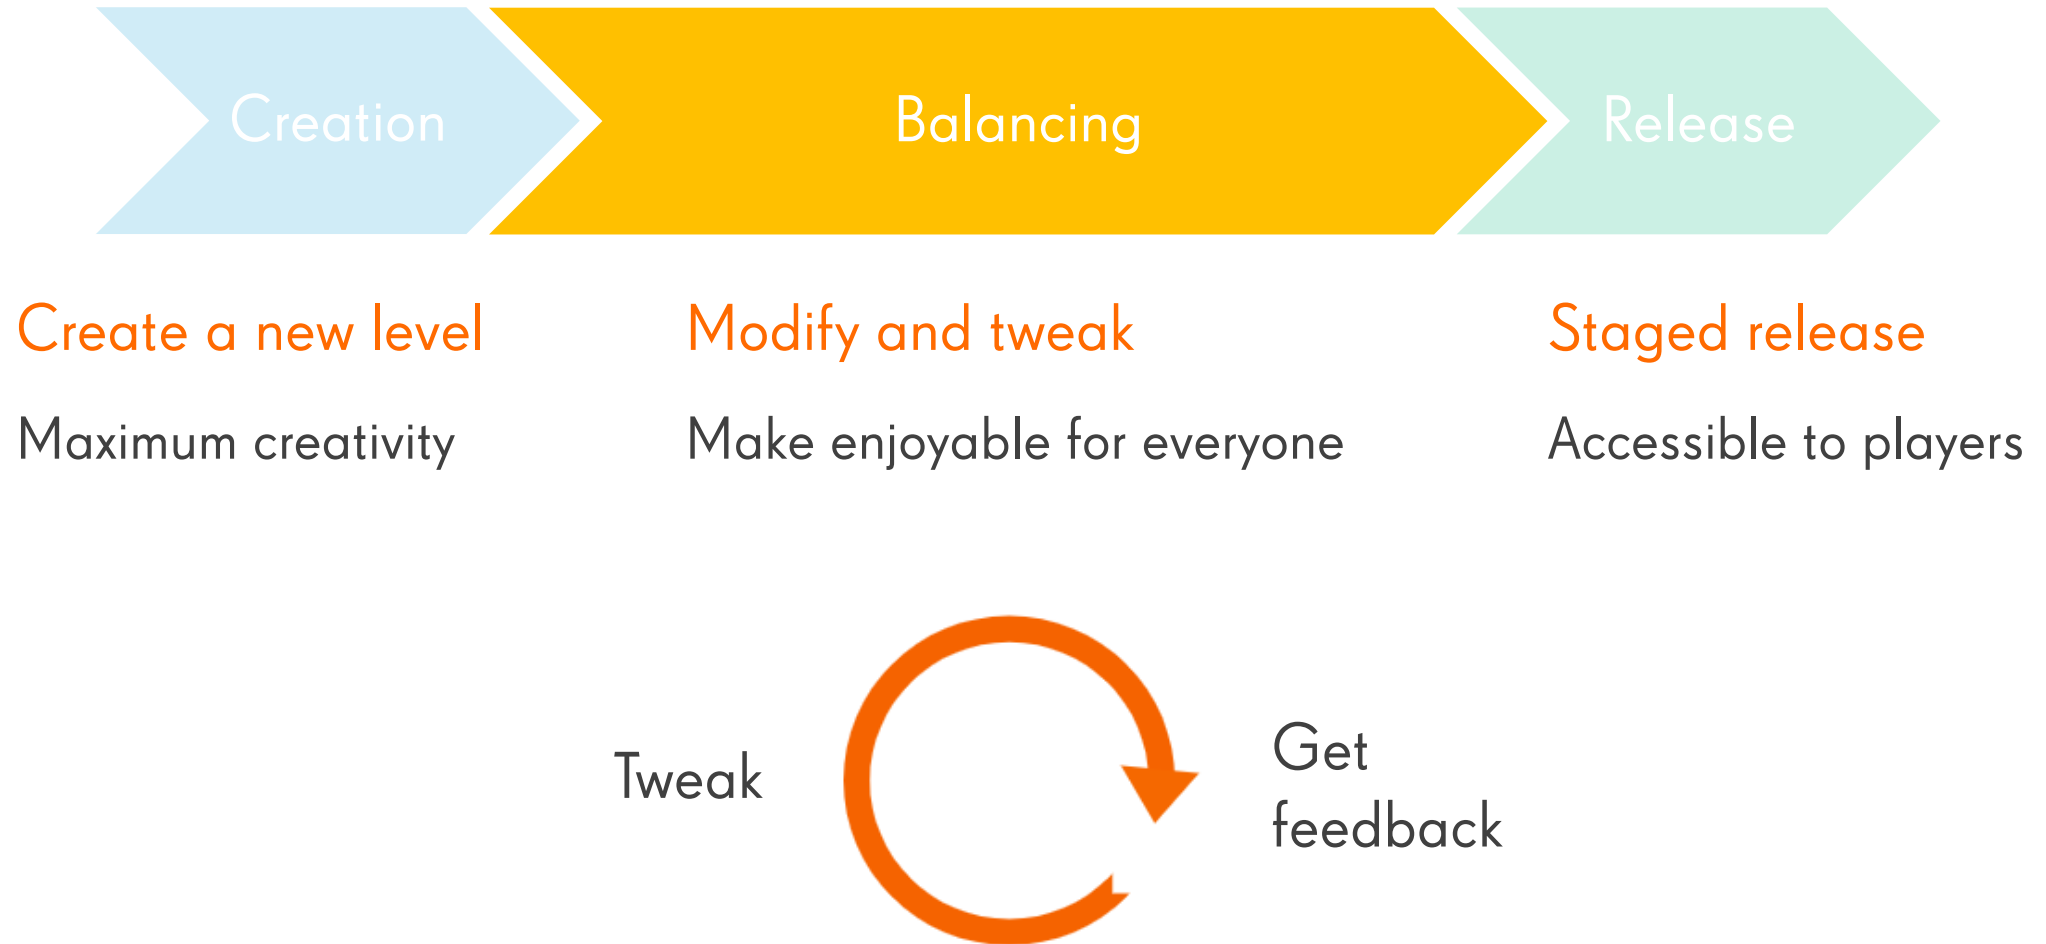 Creation
Balancing
Release
Create a new level
Modify and tweak
Staged release
Maximum creativity
Make enjoyable for everyone
Accessible to players
Tweak
Get
feedback